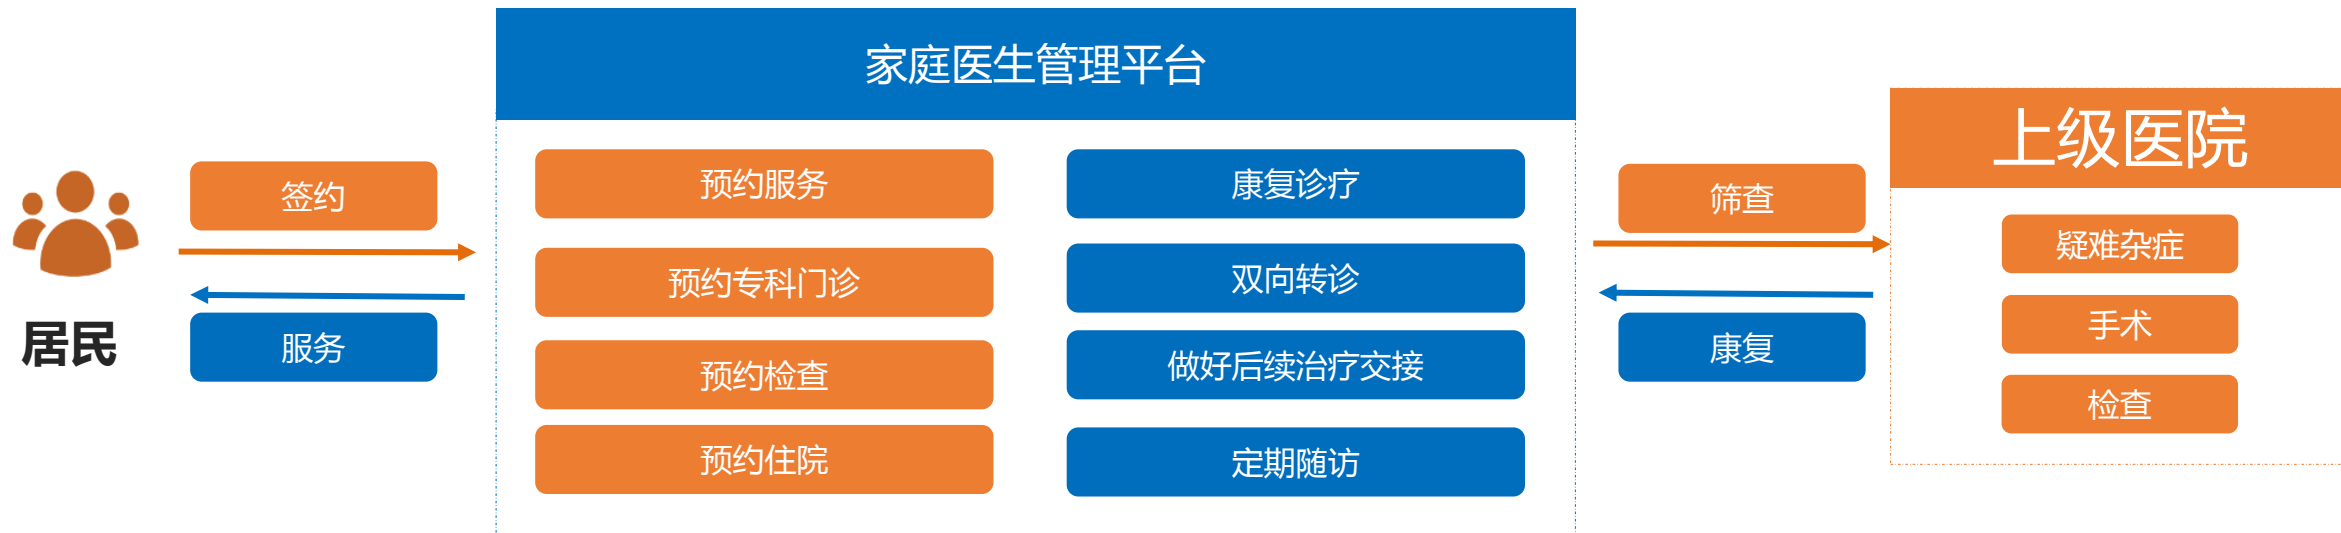 家庭医生管理平台
上级医院
签约
服务
居民
预约服务
预约专科门诊
预约检查
预约住院
康复诊疗
双向转诊
做好后续治疗交接
定期随访
筛查
康复
疑难杂症
手术
检查